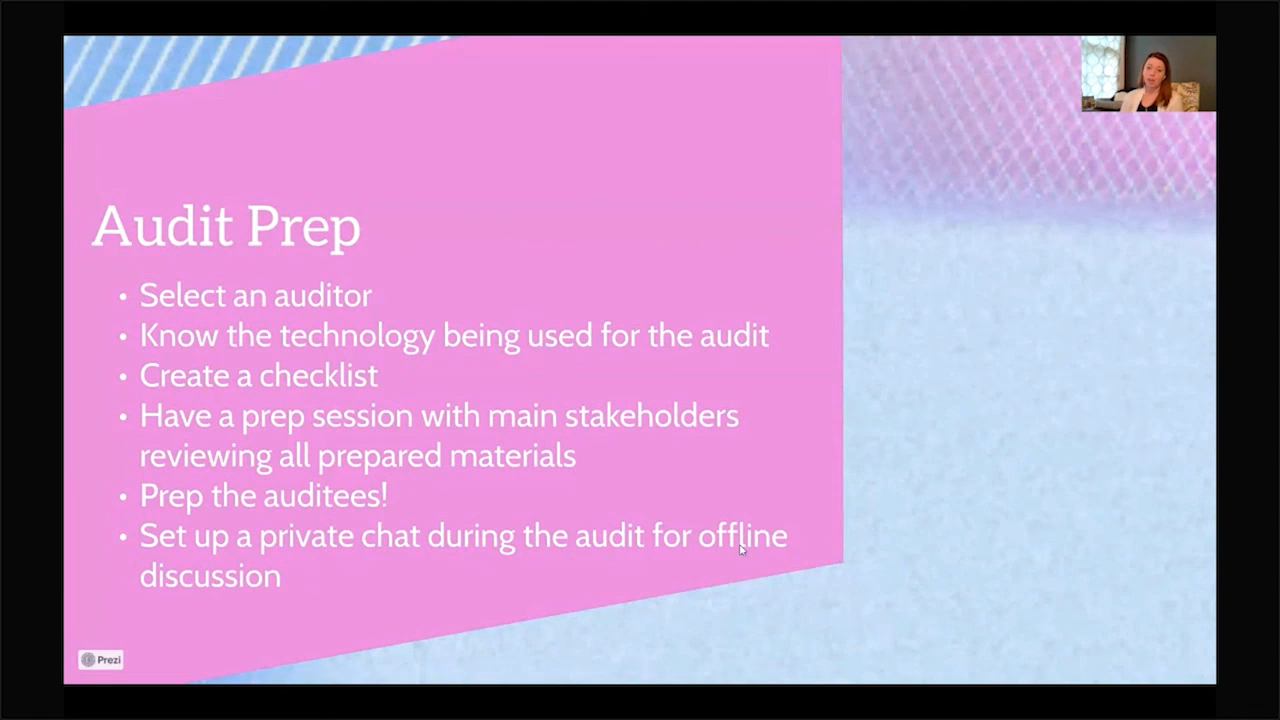 Audit Prep
• Select an auditor
• Know the technology being used for the audit
• Create a checklist
• Have a prep session with main stakeholders
reviewing all prepared materials
• Prep the auditees!
• Set up a private chat during the audit for offline
discussion
Prezi